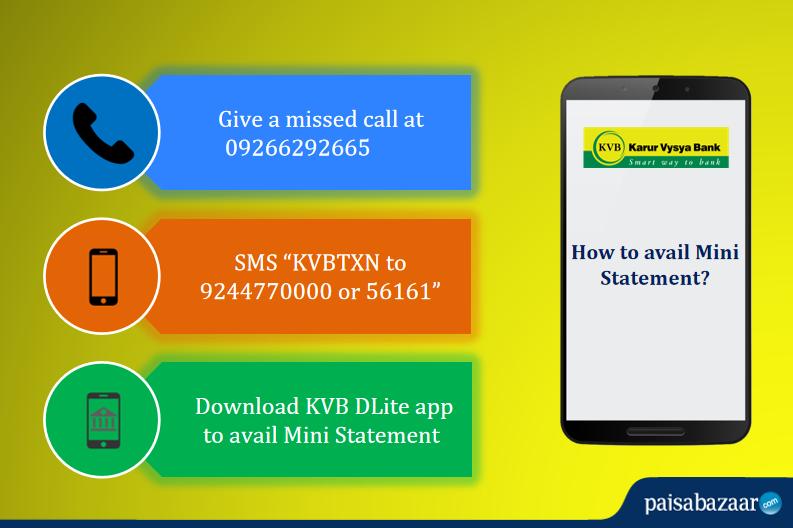 Give a missed call at
09266292665
SMS “KVBTXN to
9244770000 or 56161”
Download KVB DLite app
to avail Mini Statement
KVB Karur Vysya Bank
Smart way to bank
How to avail Mini
Statement?
paisabazaar.com